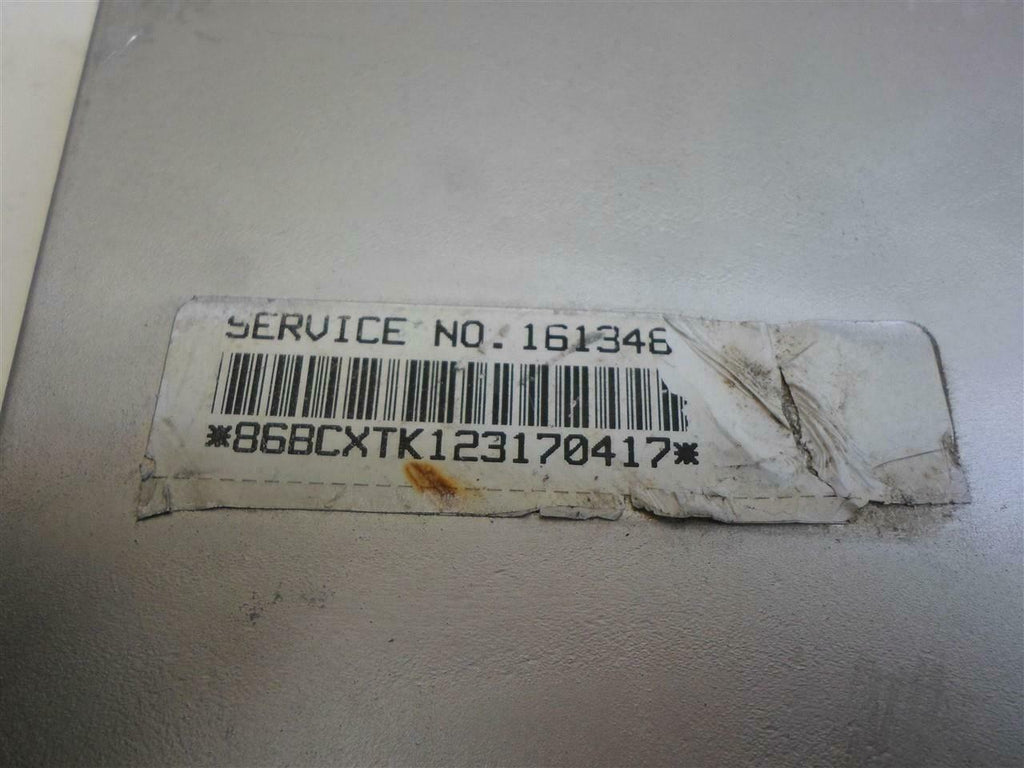 SERVICE NO. 161346
*86BCXTK123170417*